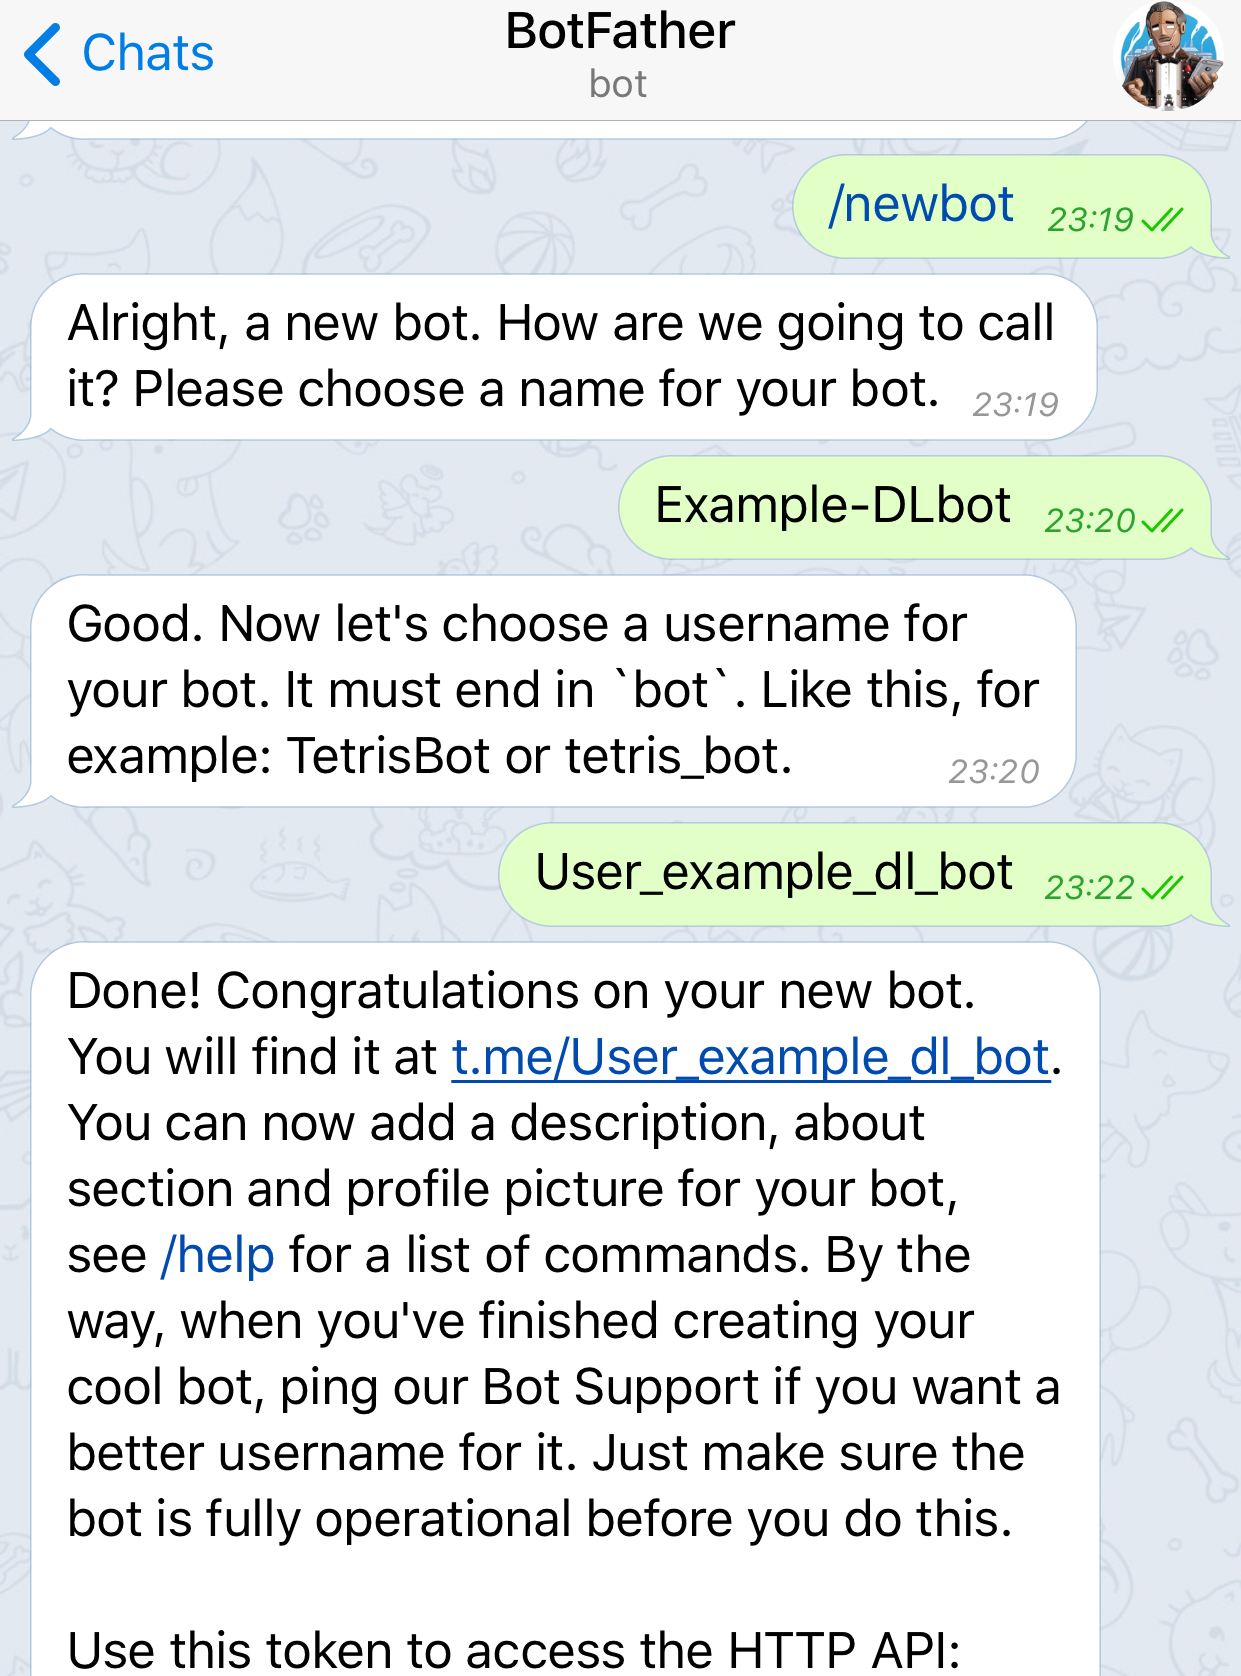 Chats
BotFather
bot
/newbot 23:19
Alright, a new bot. How are we going to call
it? Please choose a name for your bot. 23:19
Example-DLbot 23:20
Good. Now let's choose a username for
your bot. It must end in `bot`. Like this, for
example: TetrisBot or tetris_bot. 23:20
User_example_dl_bot 23:22
Done! Congratulations on your new bot.
You will find it at t.me/User_example_dl_bot.
You can now add a description, about
section and profile picture for your bot,
see /help for a list of commands. By the
way, when you've finished creating your
cool bot, ping our Bot Support if you want a
better username for it. Just make sure the
bot is fully operational before you do this.
Use this token to access the HTTP API: